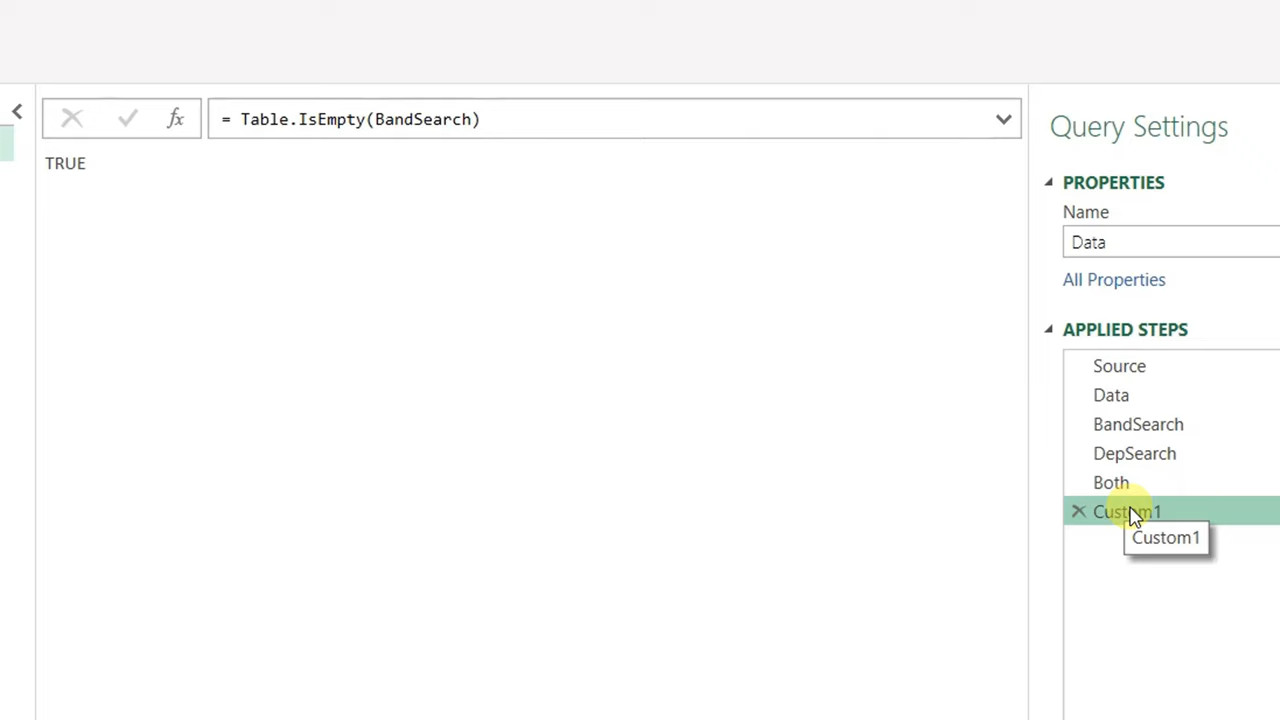 fx
= Table.IsEmpty(BandSearch)
TRUE
Query Settings
PROPERTIES
Name
Data
All Properties
APPLIED STEPS
Source
Data
BandSearch
DepSearch
Both
Custom1
Custom1